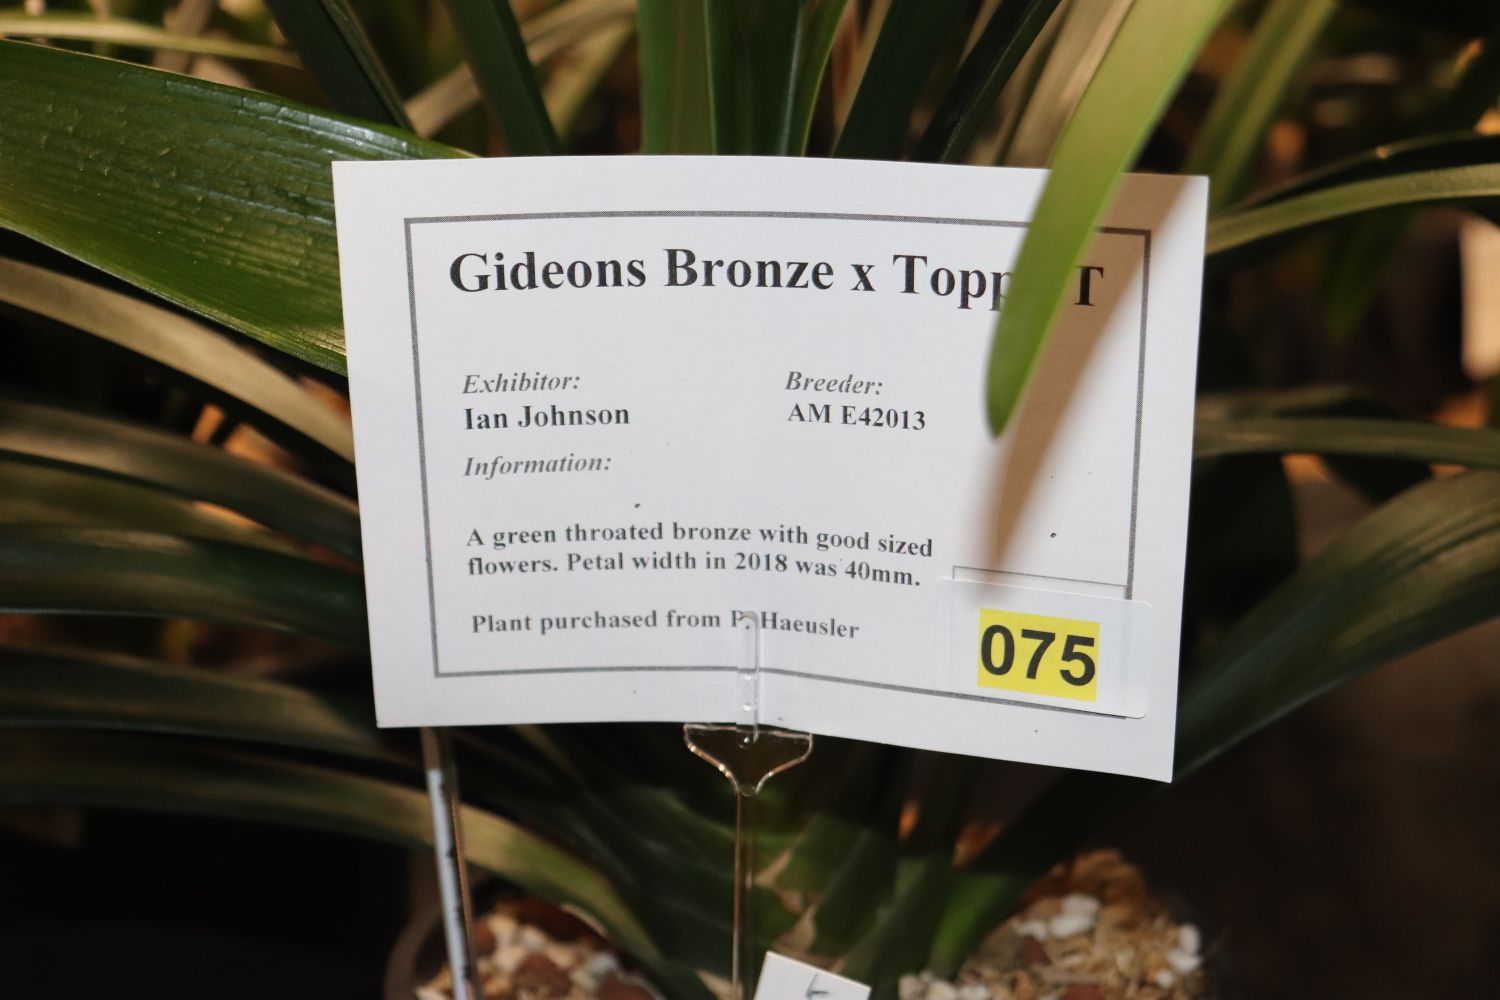 Gideons Bronze x T
Exhibitor:
Breeder:
Ian Johnson
AM E42013
Information:
A green throated bronze with good sized
flowers. Petal width in 2018 was 40mm.
Plant purchased from P. Haeusler
075